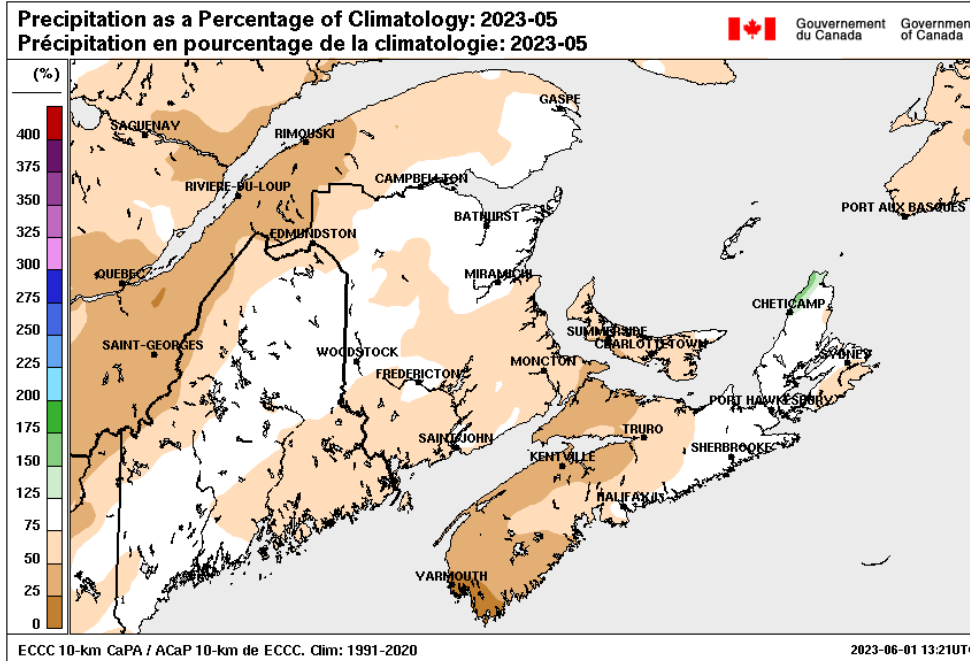 Precipitation as a Percentage of Climatology: 2023-05
Précipitation en pourcentage de la climatologie: 2023-05
Gouvernement du Canada
Government of Canada
(%)
400
375
350
325
300
275
250
225
200
175
150
125
75
50
25
0
GASPE
SAGUENAY
RIMOUSKI
CAMPBELLTON
RIVIERE-DU-LOUP
PORT AUX BASQUES
BATHURST
EDMUNDSTON
QUEBEC
MIRAMICHI
CHETICAMP
SUMMERSIDE
CHARLOTTETOWN
SAINT-GEORGES
WOODSTOCK
MONCTON
SYDNEY
FREDERICTON
PORT HAWKESBURY
TRURO
SAINT JOHN
SHERBROOKE
KENTVILLE
HALIFAX
YARMOUTH
ECCC 10-km CaPA / ACaP 10-km de ECCC. Clim: 1991-2020
2023-06-01 13:21UTC